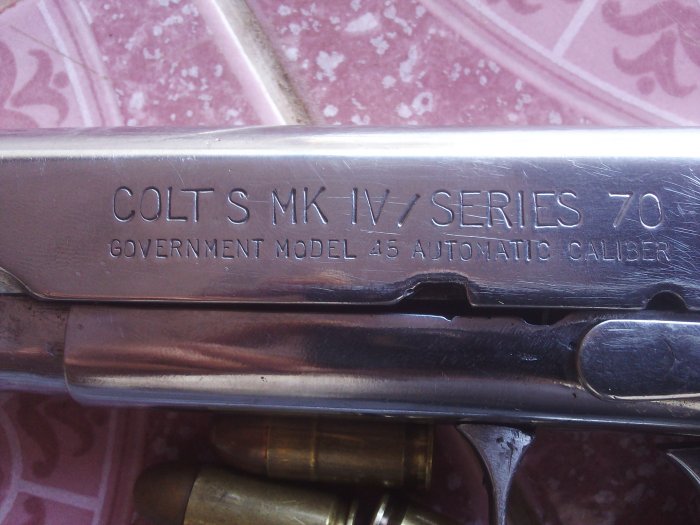 COLT S MK IV / SERIES 70
GOVERNMENT MODEL 45 AUTOMATIC CALIBER